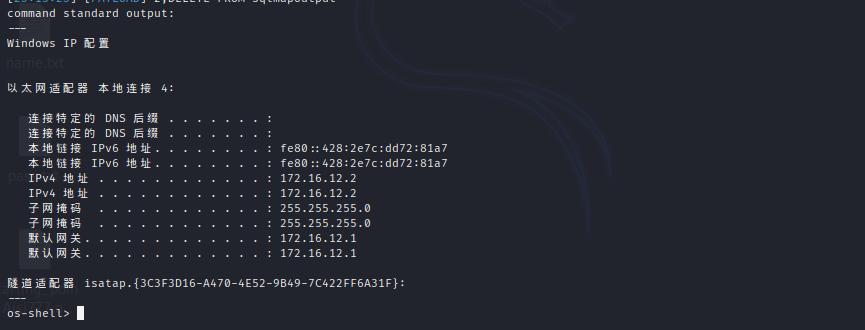 command standard output:
---
Windows IP 配置
以太网适配器 本地连接 4:
连接特定的 DNS 后缀 . . . . . . . :
连接特定的 DNS 后缀 . . . . . . . :
本地链接 IPv6 地址. . . . . . . . : fe80::428:2e7c:dd72:81a7
本地链接 IPv6 地址. . . . . . . . : fe80::428:2e7c:dd72:81a7
IPv4 地址 . . . . . . . . . . . . : 172.16.12.2
IPv4 地址 . . . . . . . . . . . . : 172.16.12.2
子网掩码 . . . . . . . . . . . . : 255.255.255.0
子网掩码 . . . . . . . . . . . . : 255.255.255.0
默认网关. . . . . . . . . . . . . : 172.16.12.1
默认网关. . . . . . . . . . . . . : 172.16.12.1
隧道适配器 isatap.{3C3F3D16-A470-4E52-9B49-7C422FF6A31F}:
---
os-shell>
name.txt